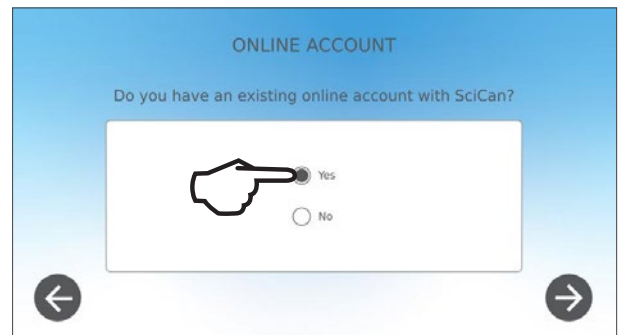 ONLINE ACCOUNT
Do you have an existing online account with SciCan?
Yes
No